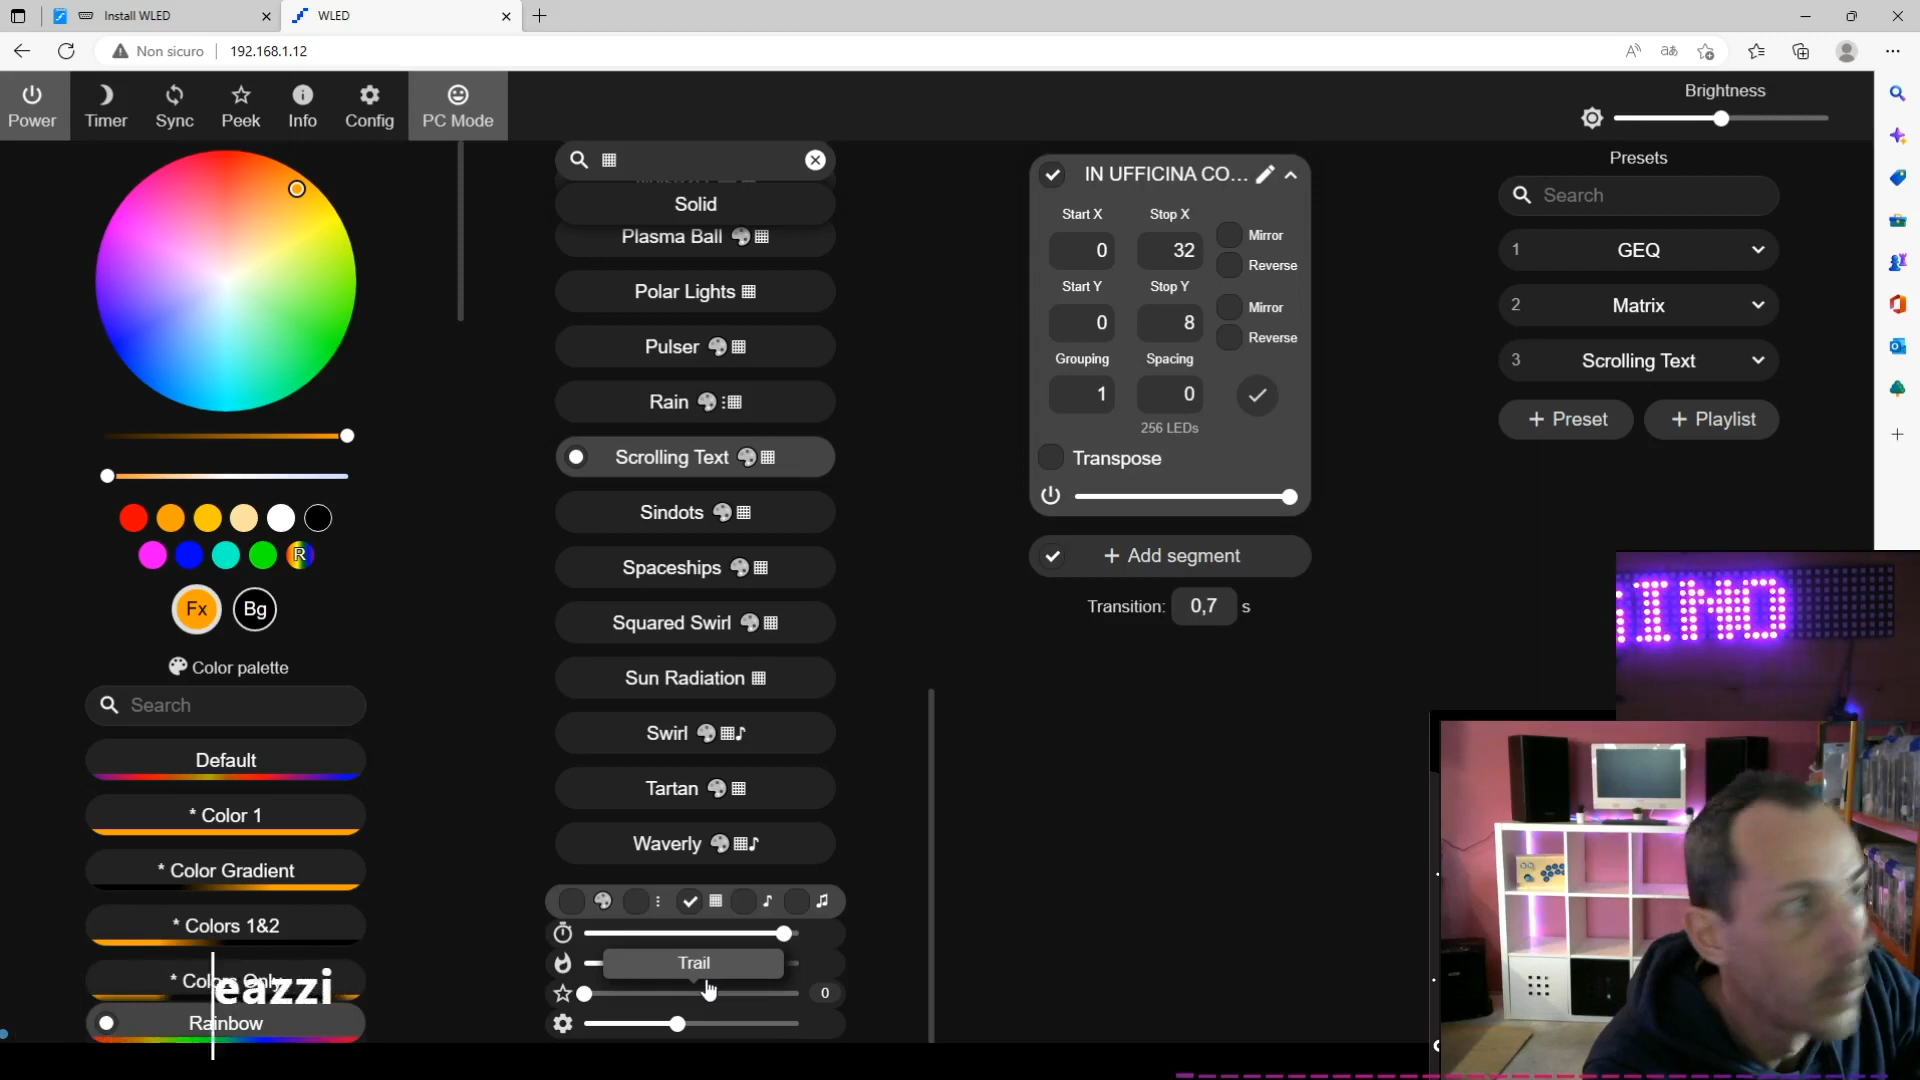 Install WLED
WLED
Non sicuro
192.168.1.12
Power
Timer
Sync
Peek
Info
Config
PC Mode
Brightness
Solid
Plasma Ball
Polar Lights
Pulser
Rain
Scrolling Text
Sindots
Spaceships
Squared Swirl
Sun Radiation
Swirl
Tartan
Waverly
Trail
0
IN UFFICINA CO...
Start X
Stop X
0
32
Mirror
Reverse
Start Y
Stop Y
0
8
Mirror
Reverse
Grouping
Spacing
1
0
256 LEDs
Transpose
+ Add segment
Transition: 0,7 s
Presets
Search
1 GEQ
2 Matrix
3 Scrolling Text
+ Preset
+ Playlist
R
Fx
Bg
Color palette
Search
Default
* Color 1
* Color Gradient
* Colors 1&2
* Colors Only
eazzi
Rainbow
IMO